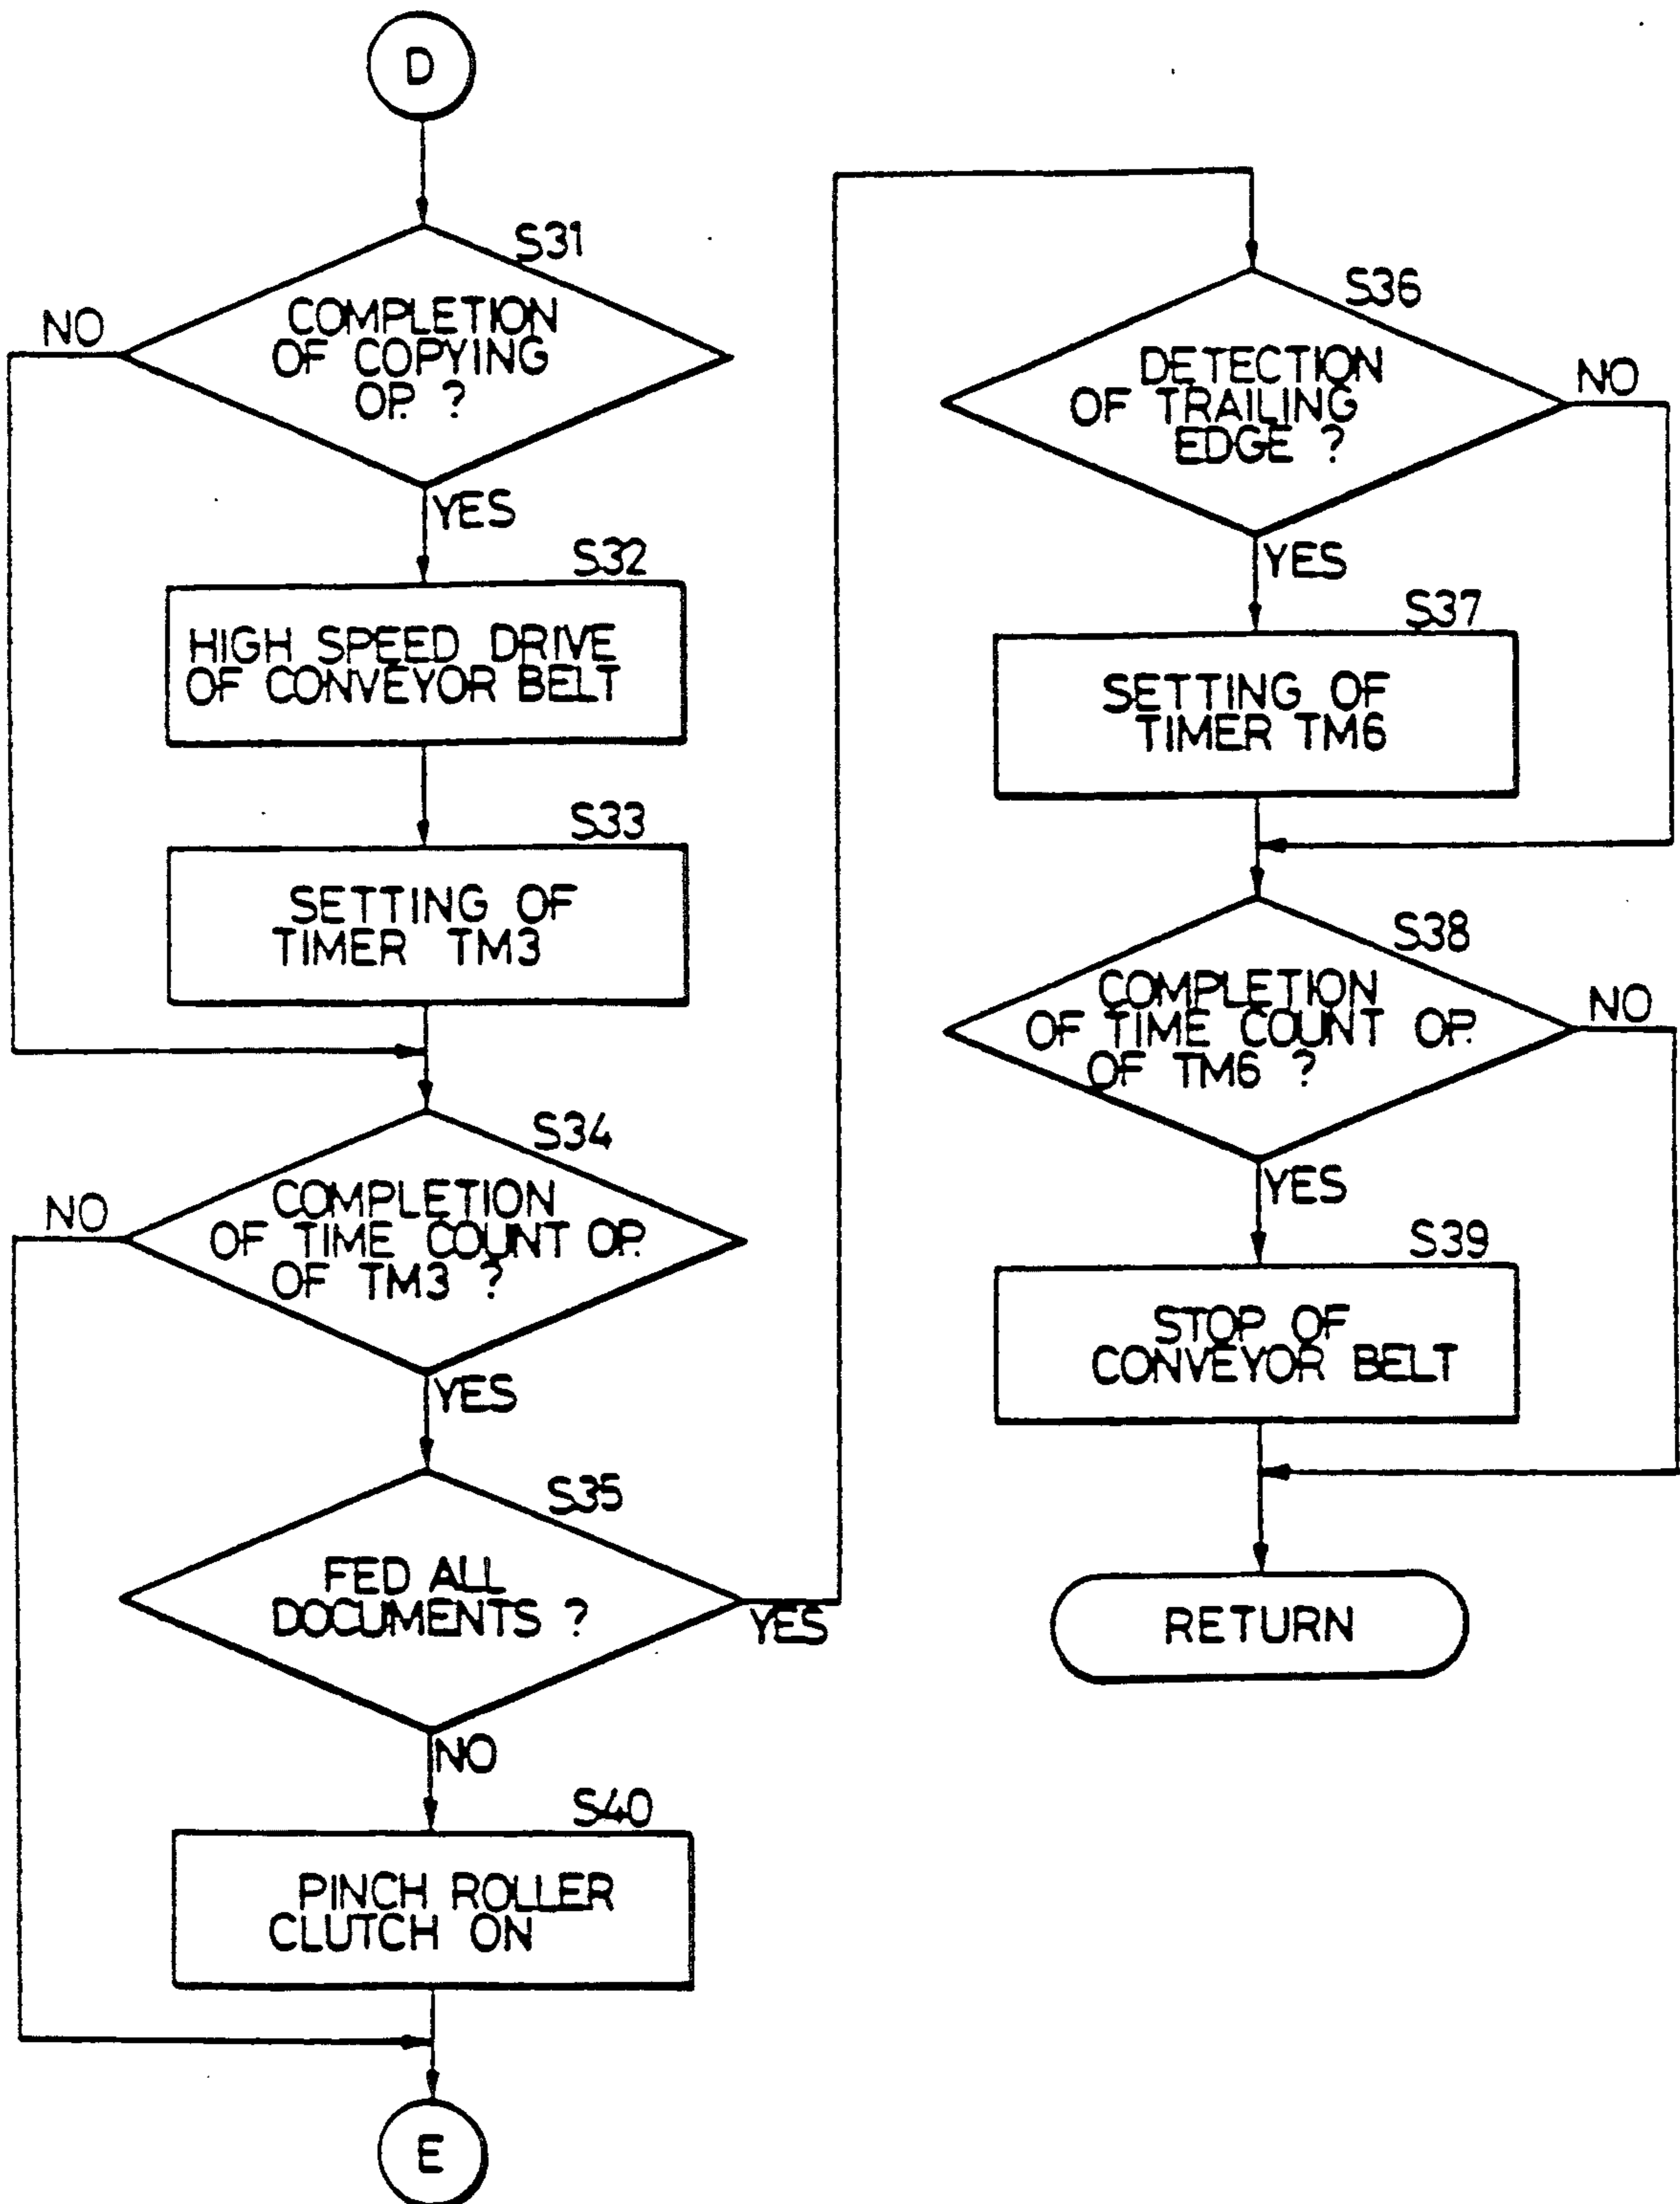 D
S31
COMPLETION
OF COPYING
OP. ?
NO
YES
S32
HIGH SPEED DRIVE
OF CONVEYOR BELT
S33
SETTING OF
TIMER TM3
S34
COMPLETION
OF TIME COUNT OP.
OF TM3 ?
NO
YES
S35
FED ALL
DOCUMENTS ?
YES
NO
S40
PINCH ROLLER
CLUTCH ON
E
S36
DETECTION
OF TRAILING
EDGE ?
NO
YES
S37
SETTING OF
TIMER TM6
S38
COMPLETION
OF TIME COUNT OP.
OF TM6 ?
NO
YES
S39
STOP OF
CONVEYOR BELT
RETURN